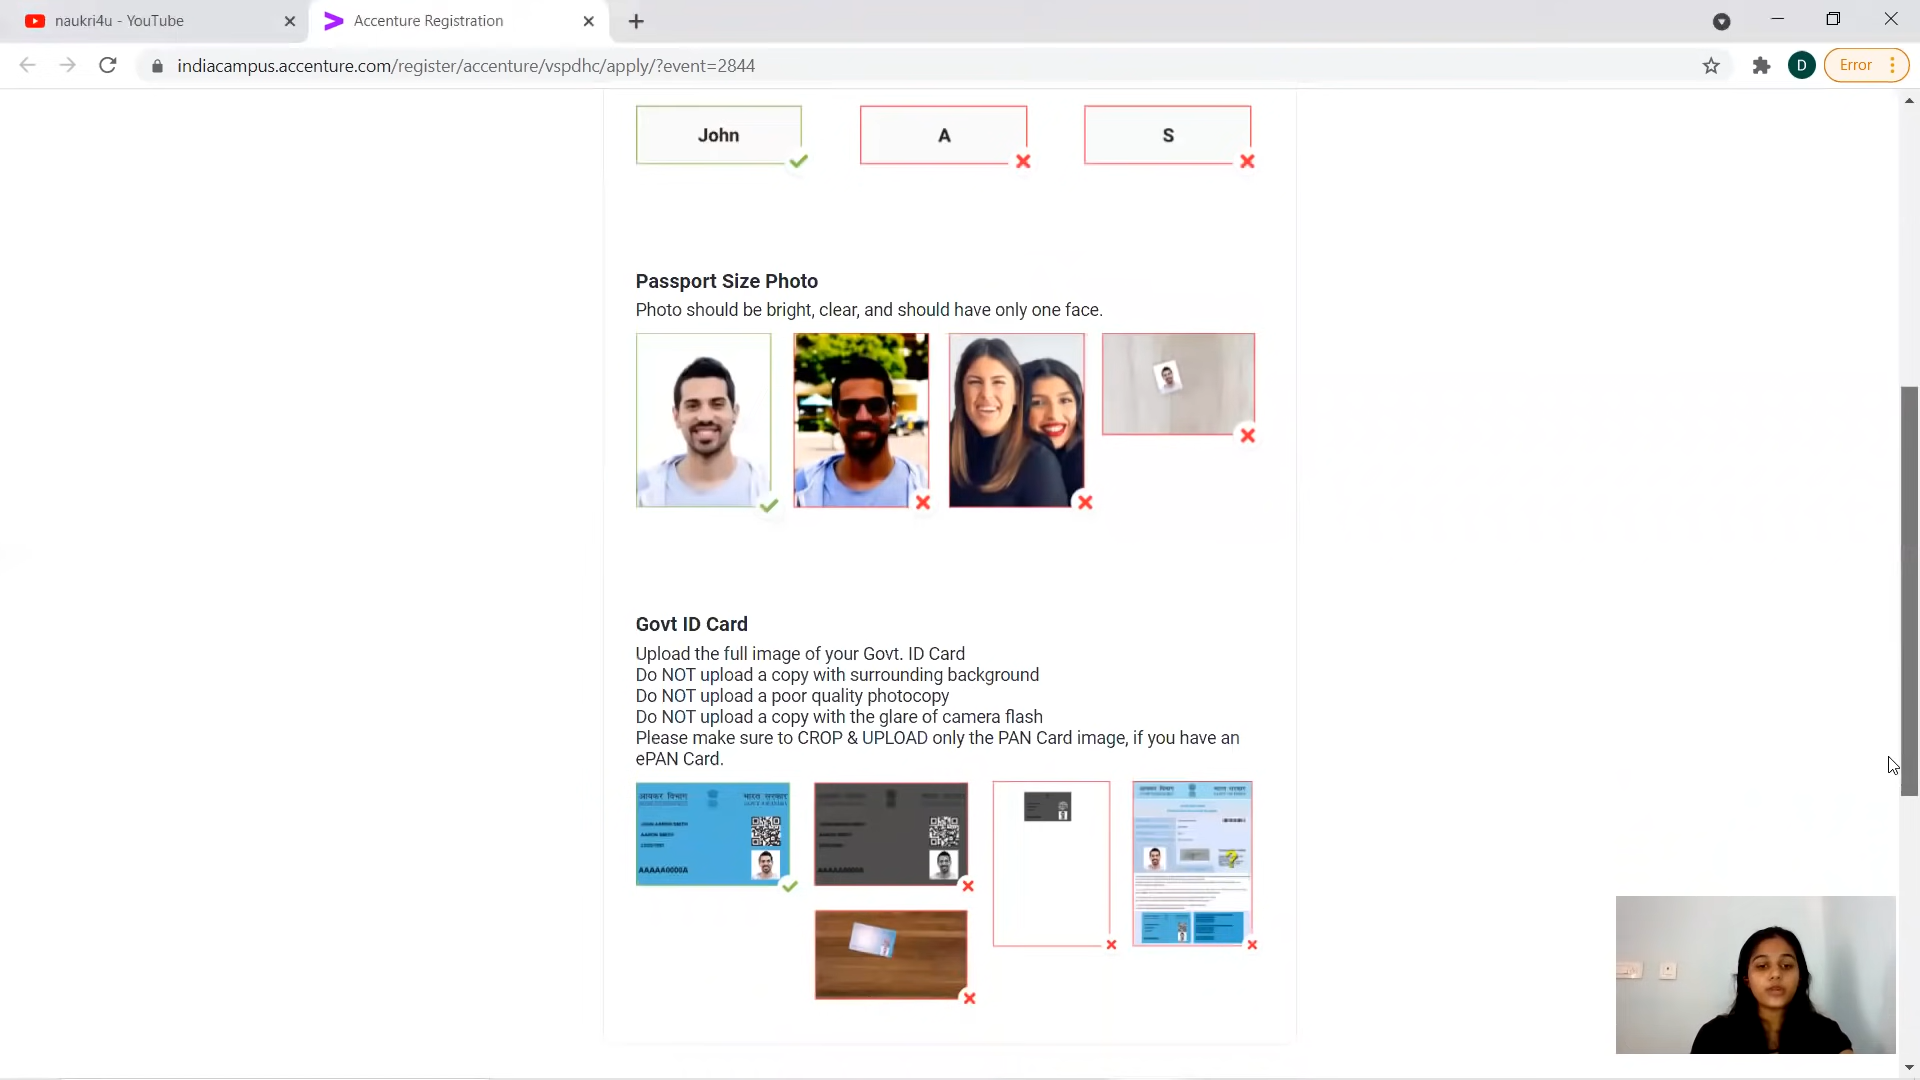 naukri4u - YouTube
Accenture Registration
indiacampus.accenture.com/register/accenture/vspdhc/apply/?event=2844
D
Error
John
A
S
Passport Size Photo
Photo should be bright, clear, and should have only one face.
Govt ID Card
Upload the full image of your Govt. ID Card
Do NOT upload a copy with surrounding background
Do NOT upload a poor quality photocopy
Do NOT upload a copy with the glare of camera flash
Please make sure to CROP & UPLOAD only the PAN Card image, if you have an
ePAN Card.
आयकर विभाग
भारत सरकार
AAAAA0000A